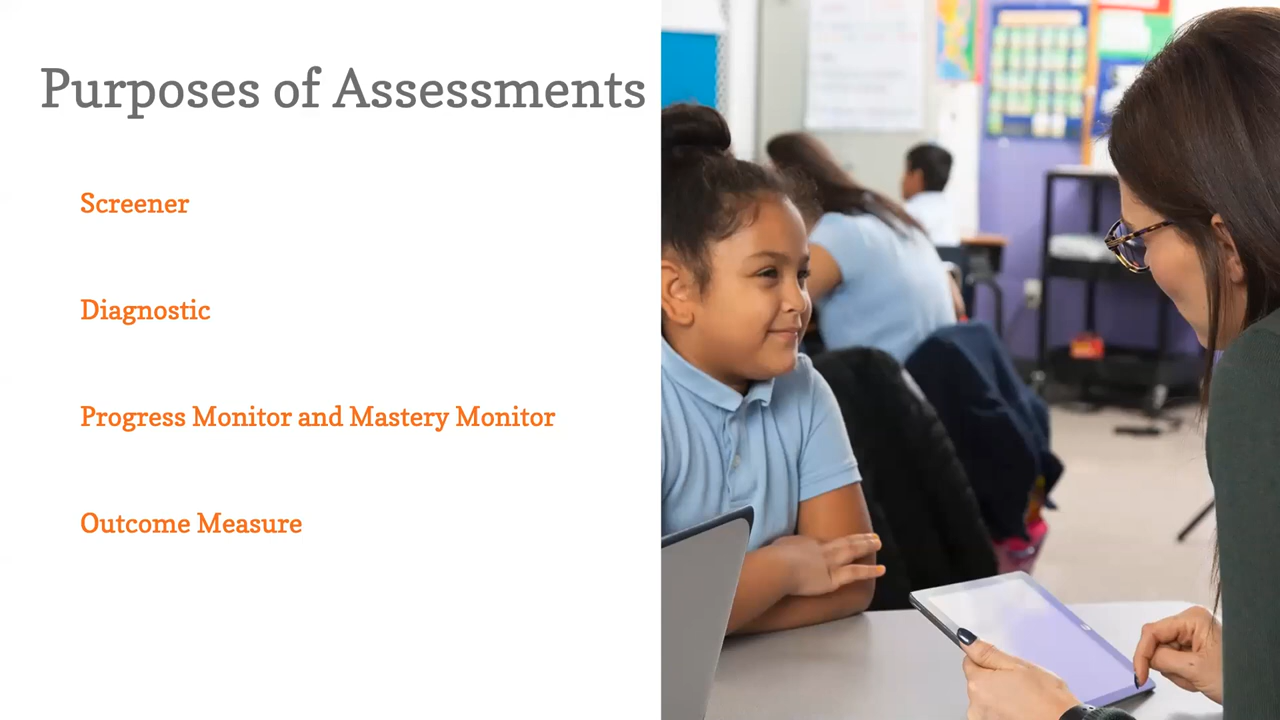 Purposes of Assessments
Screener
Diagnostic
Progress Monitor and Mastery Monitor
Outcome Measure